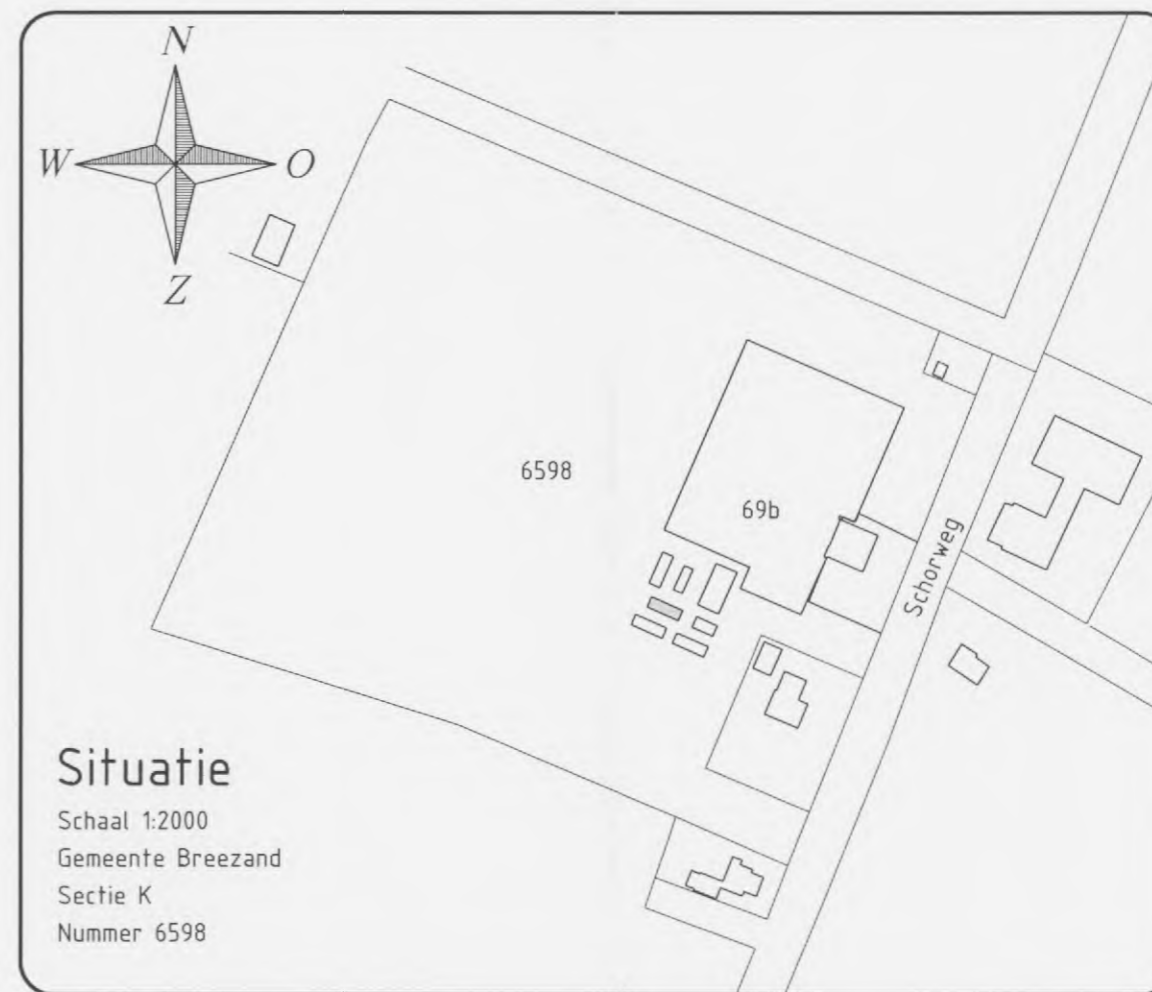 N
W
O
Z
6598
69b
Schorweg
Situatie
Schaal 1:2000
Gemeente Breezand
Sectie K
Nummer 6598